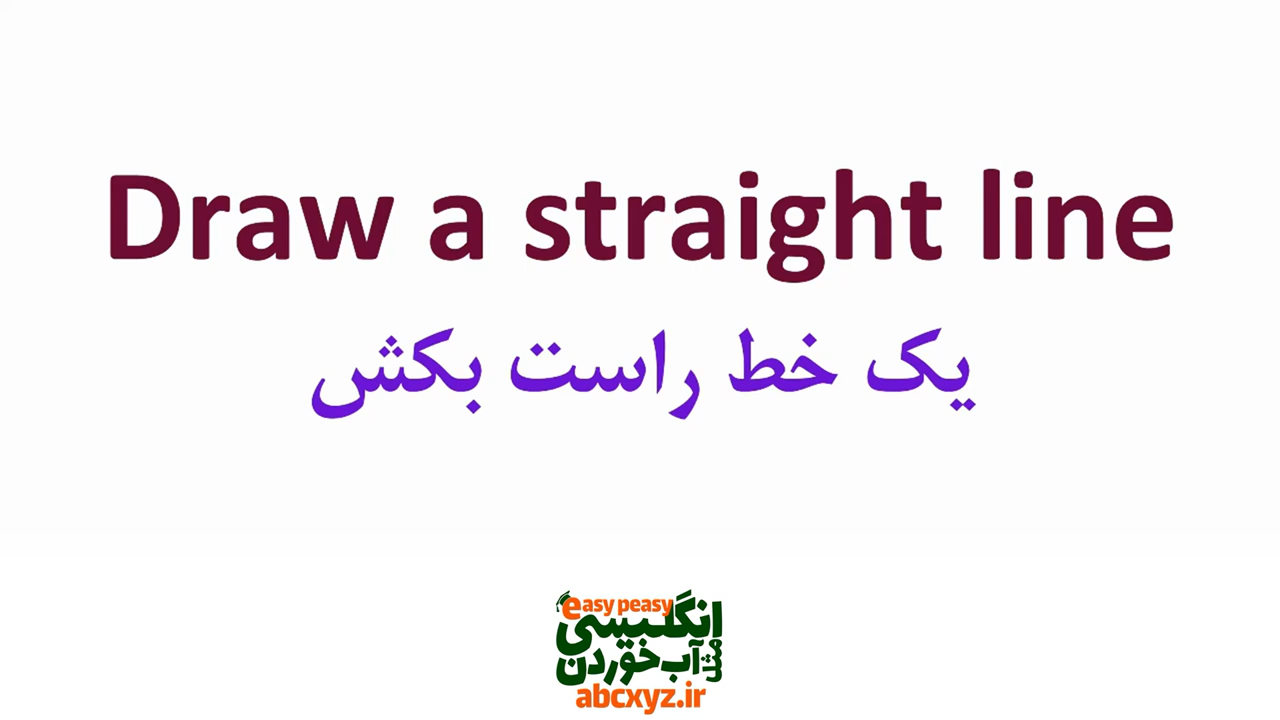 Draw a straight line
یک خط راست بکش
easy peasy
انگلیسی
مثل آب خوردن
abcxyz.ir